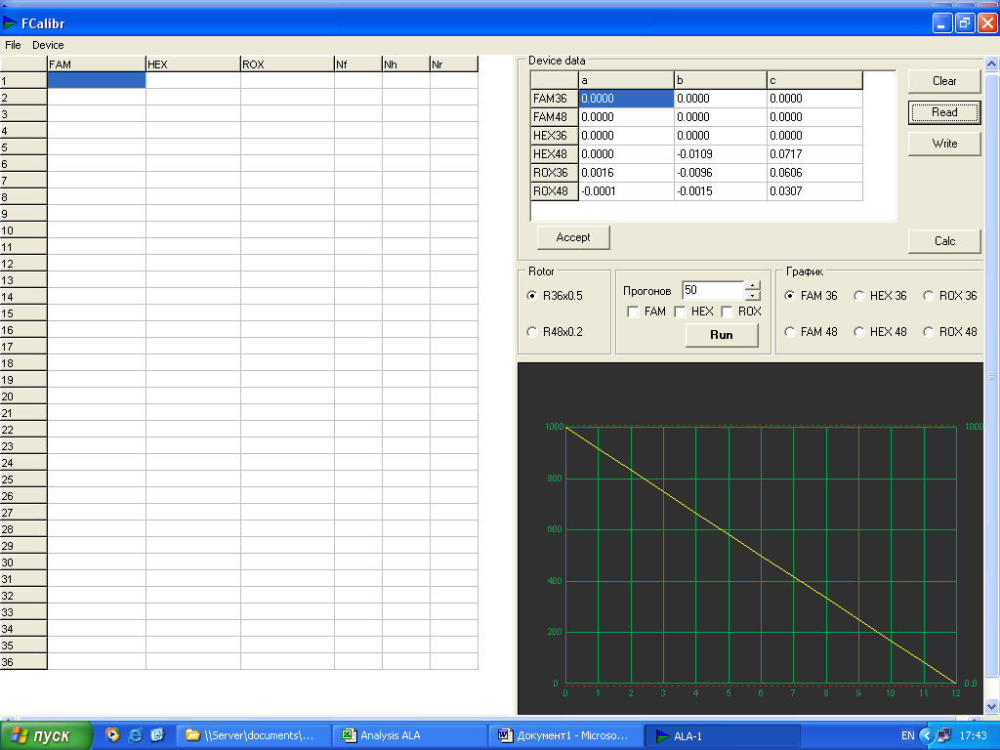 FCalibr
File Device
FAM HEX ROX Nf Nh Nr
1
2
3
4
5
6
7
8
9
10
11
12
13
14
15
16
17
18
19
20
21
22
23
24
25
26
27
28
29
30
31
32
33
34
35
36
Device data
a b c
FAM36 0.0000 0.0000 0.0000
FAM48 0.0000 0.0000 0.0000
HEX36 0.0000 0.0000 0.0000
HEX48 0.0000 -0.0109 0.0717
ROX36 0.0016 -0.0096 0.0606
ROX48 -0.0001 -0.0015 0.0307
Clear
Read
Write
Accept
Calc
Rotor
R36x0.5
R48x0.2
Прогонов 50
FAM HEX ROX
Run
График
FAM 36 HEX 36 ROX 36
FAM 48 HEX 48 ROX 48
1000 1000
800
600
400
200
0 0.0
0 1 2 3 4 5 6 7 8 9 10 11 12
пуск
\\Server\documents\...
Analysis ALA
Документ1 - Microso...
ALA-1
EN
17:43